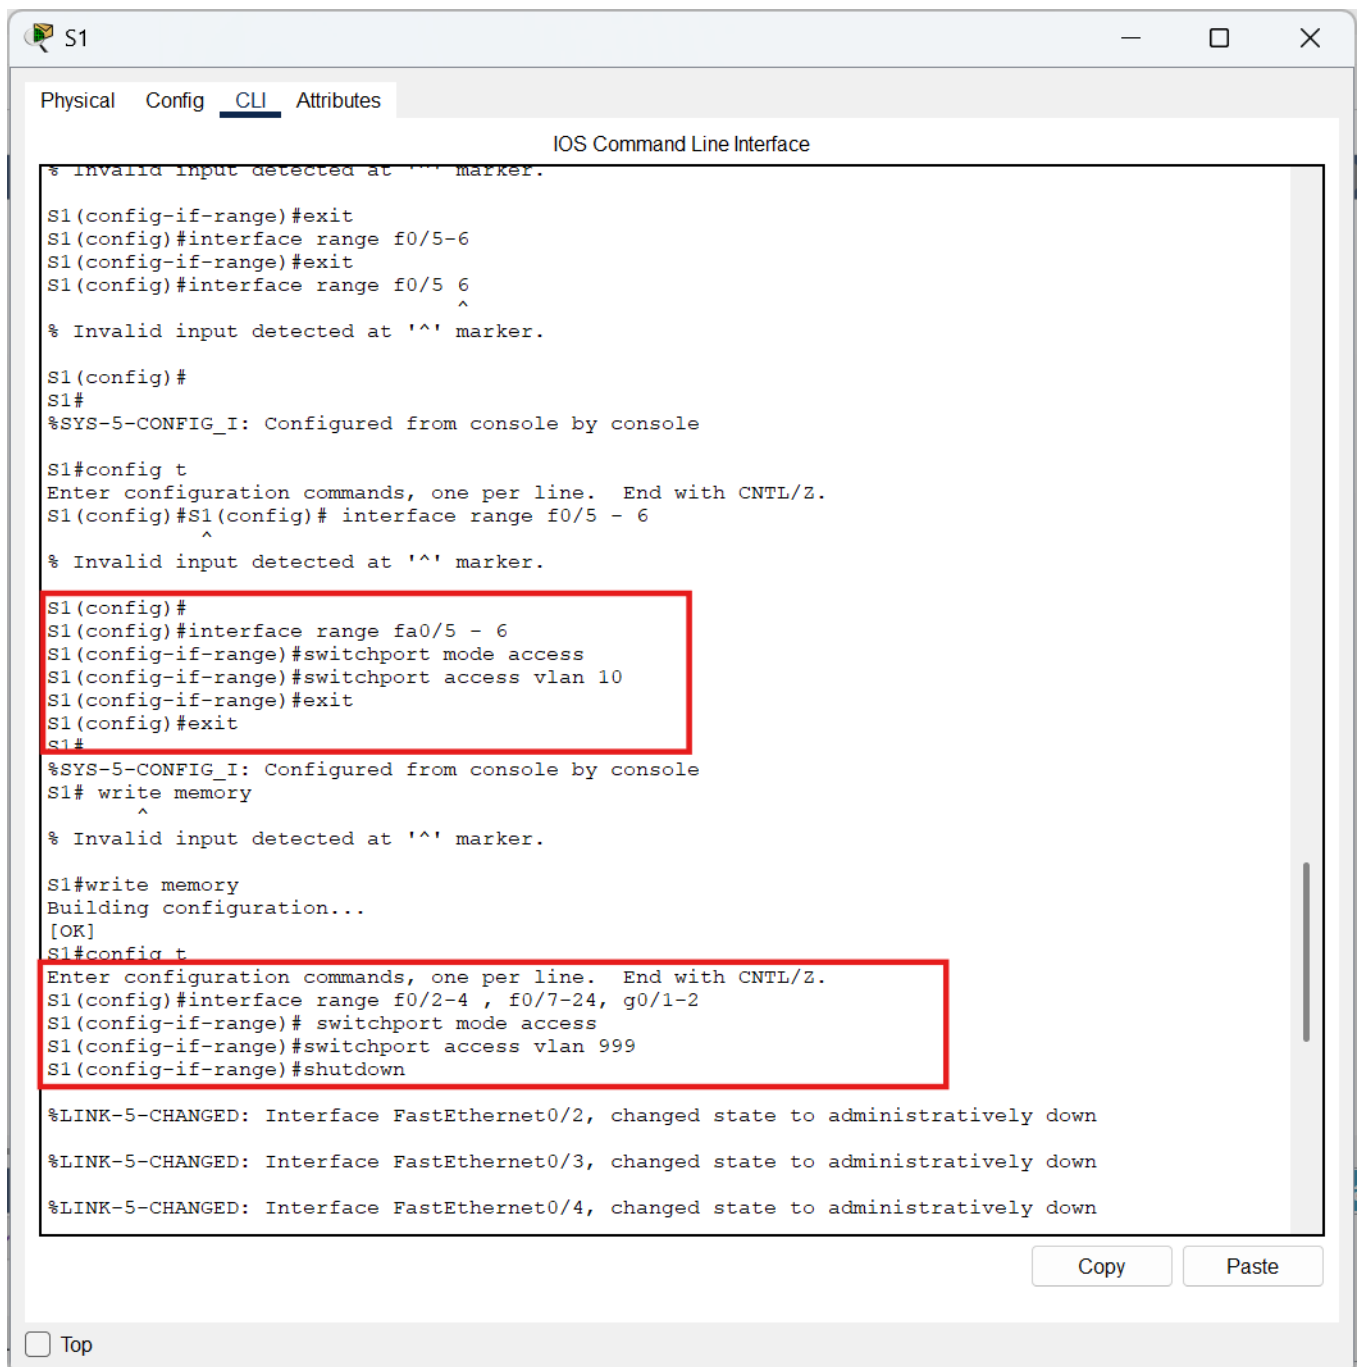 S1
Physical Config CLI Attributes
IOS Command Line Interface
% Invalid input detected at '^' marker.
S1(config-if-range)#exit
S1(config)#interface range f0/5-6
S1(config-if-range)#exit
S1(config)#interface range f0/5 6
^
% Invalid input detected at '^' marker.
S1(config)#
S1#
%SYS-5-CONFIG_I: Configured from console by console
S1#config t
Enter configuration commands, one per line.  End with CNTL/Z.
S1(config)#S1(config)# interface range f0/5 - 6
^
% Invalid input detected at '^' marker.
S1(config)#
S1(config)#interface range fa0/5 - 6
S1(config-if-range)#switchport mode access
S1(config-if-range)#switchport access vlan 10
S1(config-if-range)#exit
S1(config)#exit
S1#
%SYS-5-CONFIG_I: Configured from console by console
S1# write memory
^
% Invalid input detected at '^' marker.
S1#write memory
Building configuration...
[OK]
S1#config t
Enter configuration commands, one per line.  End with CNTL/Z.
S1(config)#interface range f0/2-4 , f0/7-24, g0/1-2
S1(config-if-range)# switchport mode access
S1(config-if-range)#switchport access vlan 999
S1(config-if-range)#shutdown
%LINK-5-CHANGED: Interface FastEthernet0/2, changed state to administratively down
%LINK-5-CHANGED: Interface FastEthernet0/3, changed state to administratively down
%LINK-5-CHANGED: Interface FastEthernet0/4, changed state to administratively down
Copy Paste
Top